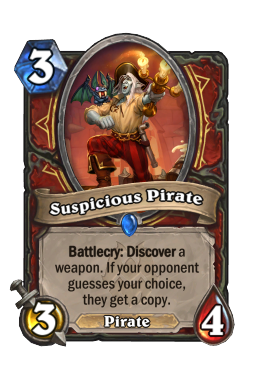 3
Suspicious Pirate
Battlecry: Discover a
weapon. If your opponent
guesses your choice,
they get a copy.
3
Pirate
4